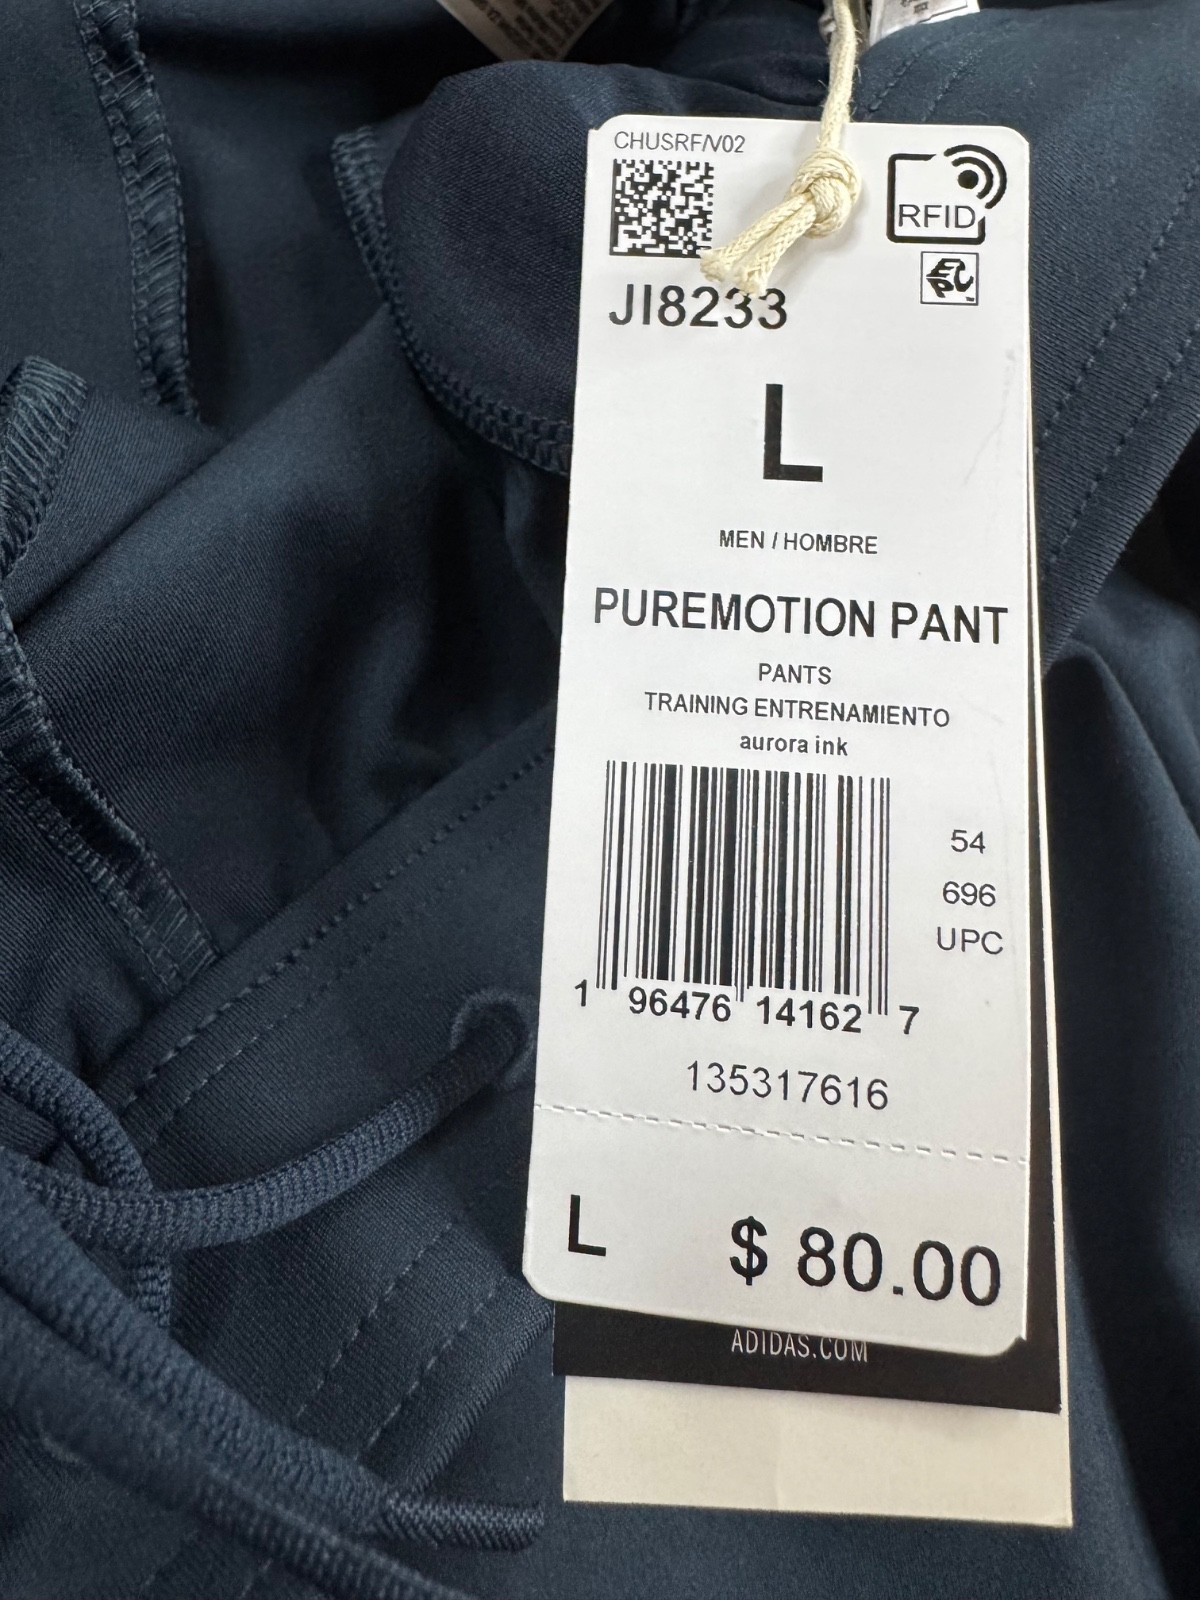 CHUSRF/V02
RFID
EPC
JI8233
L
MEN / HOMBRE
PUREMOTION PANT
PANTS
TRAINING ENTRENAMIENTO
aurora ink
54
696
UPC
1 96476 14162 7
135317616
L $ 80.00
ADIDAS.COM